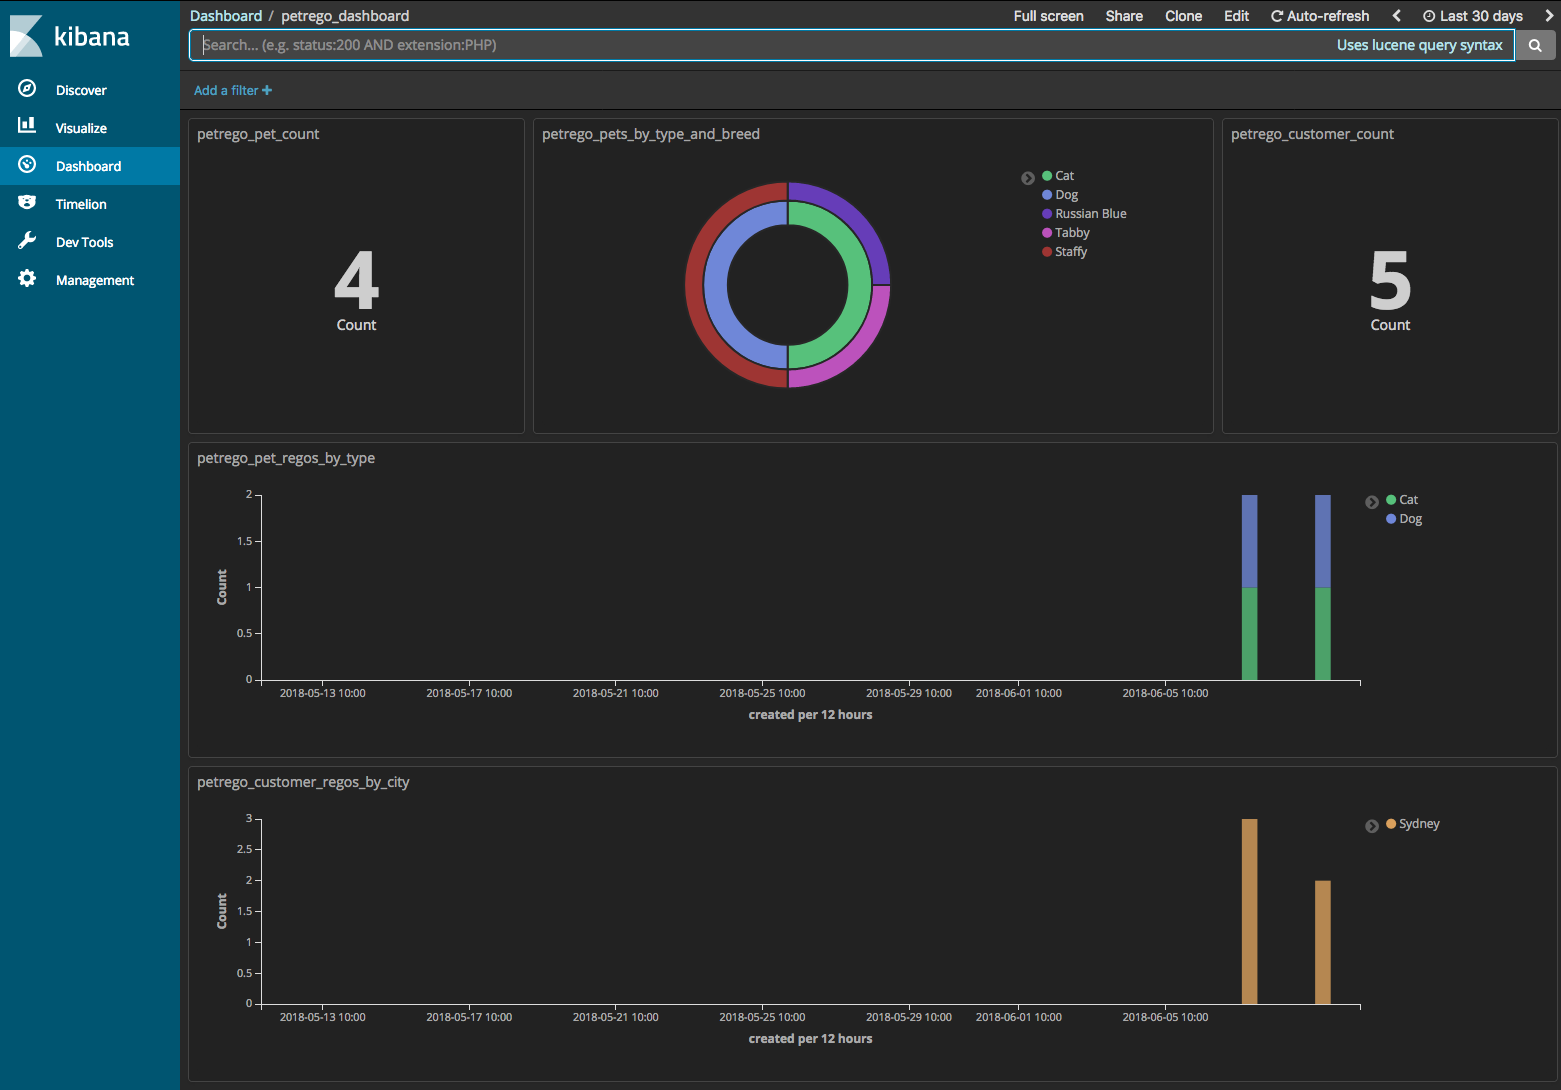 kibana
Discover
Visualize
Dashboard
Timelion
Dev Tools
Management
Dashboard / petrego_dashboard
Full screen Share Clone Edit Auto-refresh Last 30 days
Search... (e.g. status:200 AND extension:PHP) Uses lucene query syntax
Add a filter +
petrego_pet_count
4
Count
petrego_pets_by_type_and_breed
Cat
Dog
Russian Blue
Tabby
Staffy
petrego_customer_count
5
Count
petrego_pet_regos_by_type
2
1.5
1
0.5
0
Count
2018-05-13 10:00 2018-05-17 10:00 2018-05-21 10:00 2018-05-25 10:00 2018-05-29 10:00 2018-06-01 10:00 2018-06-05 10:00
created per 12 hours
Cat
Dog
petrego_customer_regos_by_city
3
2.5
2
1.5
1
0.5
0
Count
2018-05-13 10:00 2018-05-17 10:00 2018-05-21 10:00 2018-05-25 10:00 2018-05-29 10:00 2018-06-01 10:00 2018-06-05 10:00
created per 12 hours
Sydney